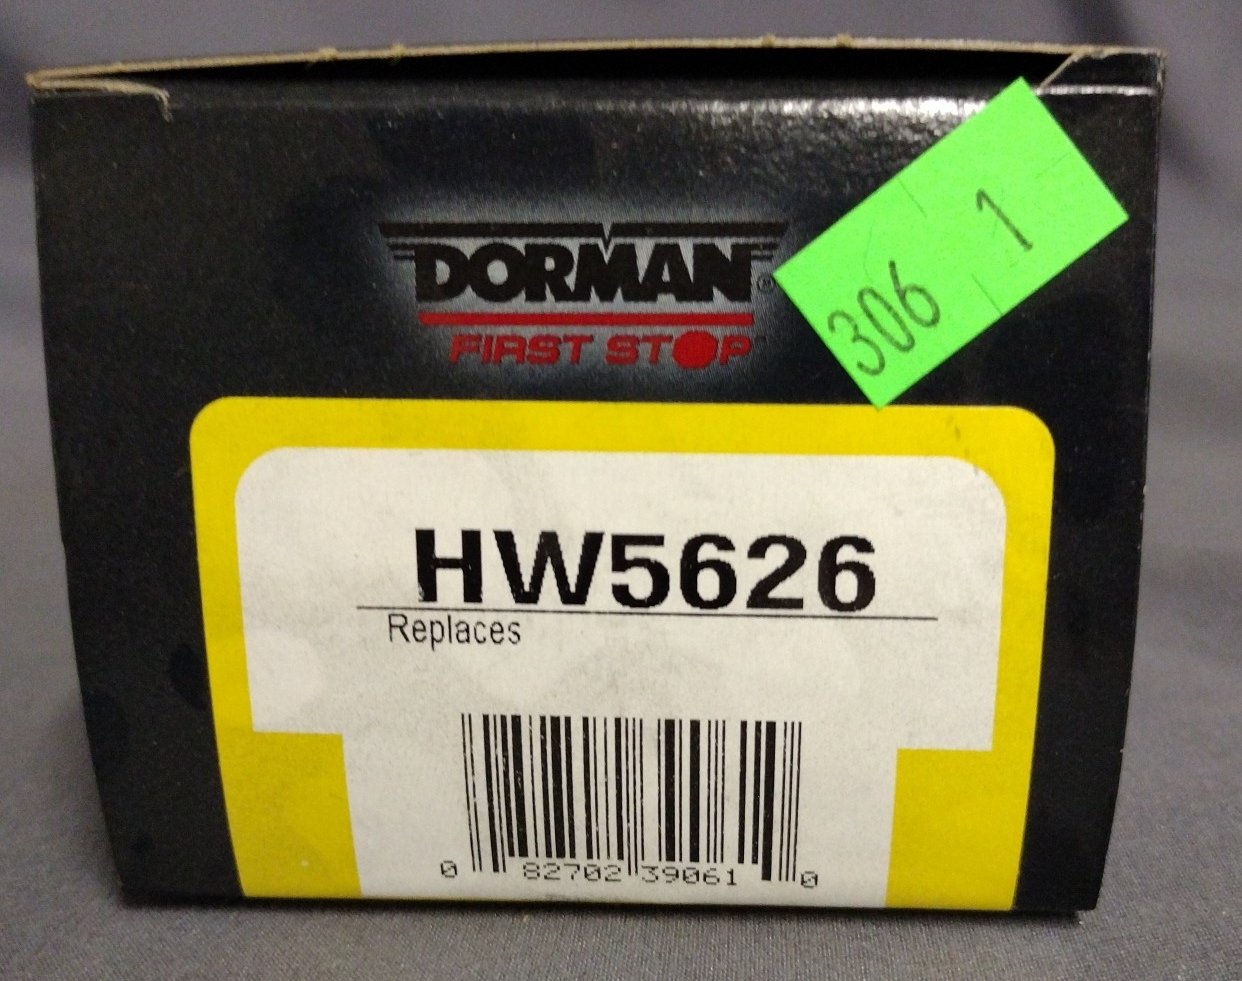 DORMAN®
FIRST STOP
306 1
HW5626
Replaces
0 82702 39061 0